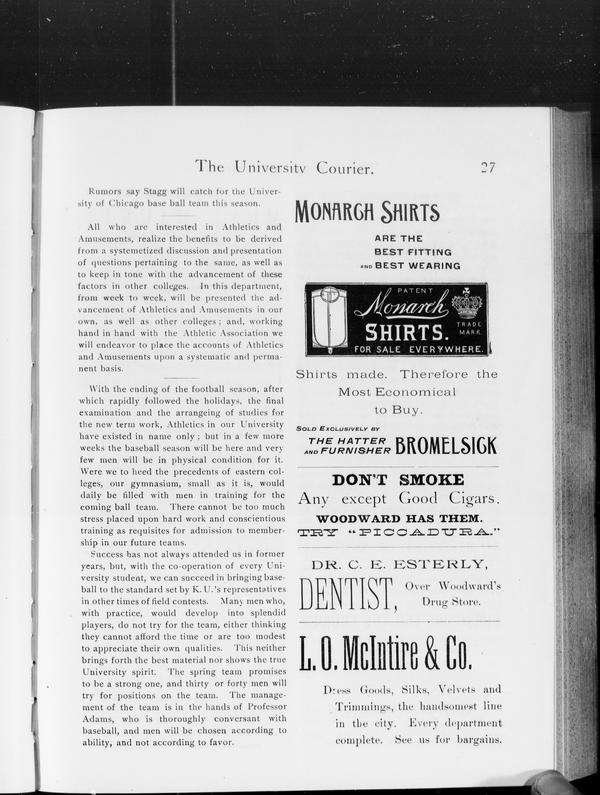 The University Courier. 27
Rumors say Stagg will catch for the Univer-
sity of Chicago base ball team this season.
All who are interested in Athletics and
Amusements, realize the benefits to be derived
from a systemetized discussion and presentation
of questions pertaining to the same, as well as
to keep in tone with the advancement of these
factors in other colleges. In this department,
from week to week, will be presented the ad-
vancement of Athletics and Amusements in our
own, as well as other colleges; and, working
hand in hand with the Athletic Association we
will endeavor to place the accounts of Athletics
and Amusements upon a systematic and perma-
nent basis.
With the ending of the football season, after
which rapidly followed the holidays, the final
examination and the arrangeing of studies for
the new term work, Athletics in our University
have existed in name only; but in a few more
weeks the baseball season will be here and very
few men will be in physical condition for it.
Were we to heed the precedents of eastern col-
leges, our gymnasium, small as it is, would
daily be filled with men in training for the
coming ball team. There cannot be too much
stress placed upon hard work and conscientious
training as requisites for admission to member-
ship in our future teams.
Success has not always attended us in former
years, but, with the co-operation of every Uni-
versity student, we can succeed in bringing base-
ball to the standard set by K. U.'s representatives
in other times of field contests. Many men who,
with practice, would develop into splendid
players, do not try for the team, either thinking
they cannot afford the time or are too modest
to appreciate their own qualities. This neither
brings forth the best material nor shows the true
University spirit. The spring team promises
to be a strong one, and thirty or forty men will
try for positions on the team. The manage-
ment of the team is in the hands of Professor
Adams, who is thoroughly conversant with
baseball, and men will be chosen according to
ability, and not according to favor.
MONARGH SHIRTS
ARE THE
BEST FITTING
AND BEST WEARING
PATENT
Monarch
SHIRTS.
TRADE
MARK
FOR SALE EVERYWHERE.
Shirts made. Therefore the
Most Economical
to Buy.
SOLD EXCLUSIVELY BY
THE HATTER
AND FURNISHER BROMELSIGK
DON'T SMOKE
Any except Good Cigars.
WOODWARD HAS THEM.
TRY "PICCADURA."
DR. C. E. ESTERLY,
DENTIST, Over Woodward's
Drug Store.
L. O. McIntire & Co.
Dress Goods, Silks, Velvets and
Trimmings, the handsomest line
in the city. Every department
complete. See us for bargains.